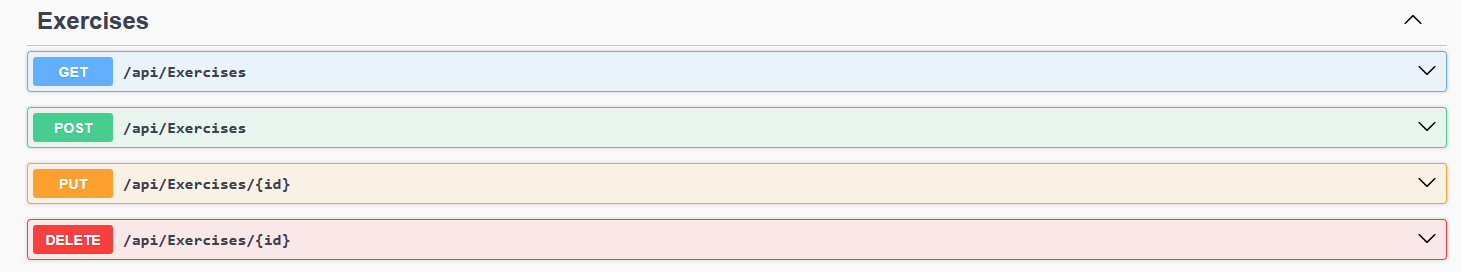 Exercises
GET /api/Exercises
POST /api/Exercises
PUT /api/Exercises/{id}
DELETE /api/Exercises/{id}